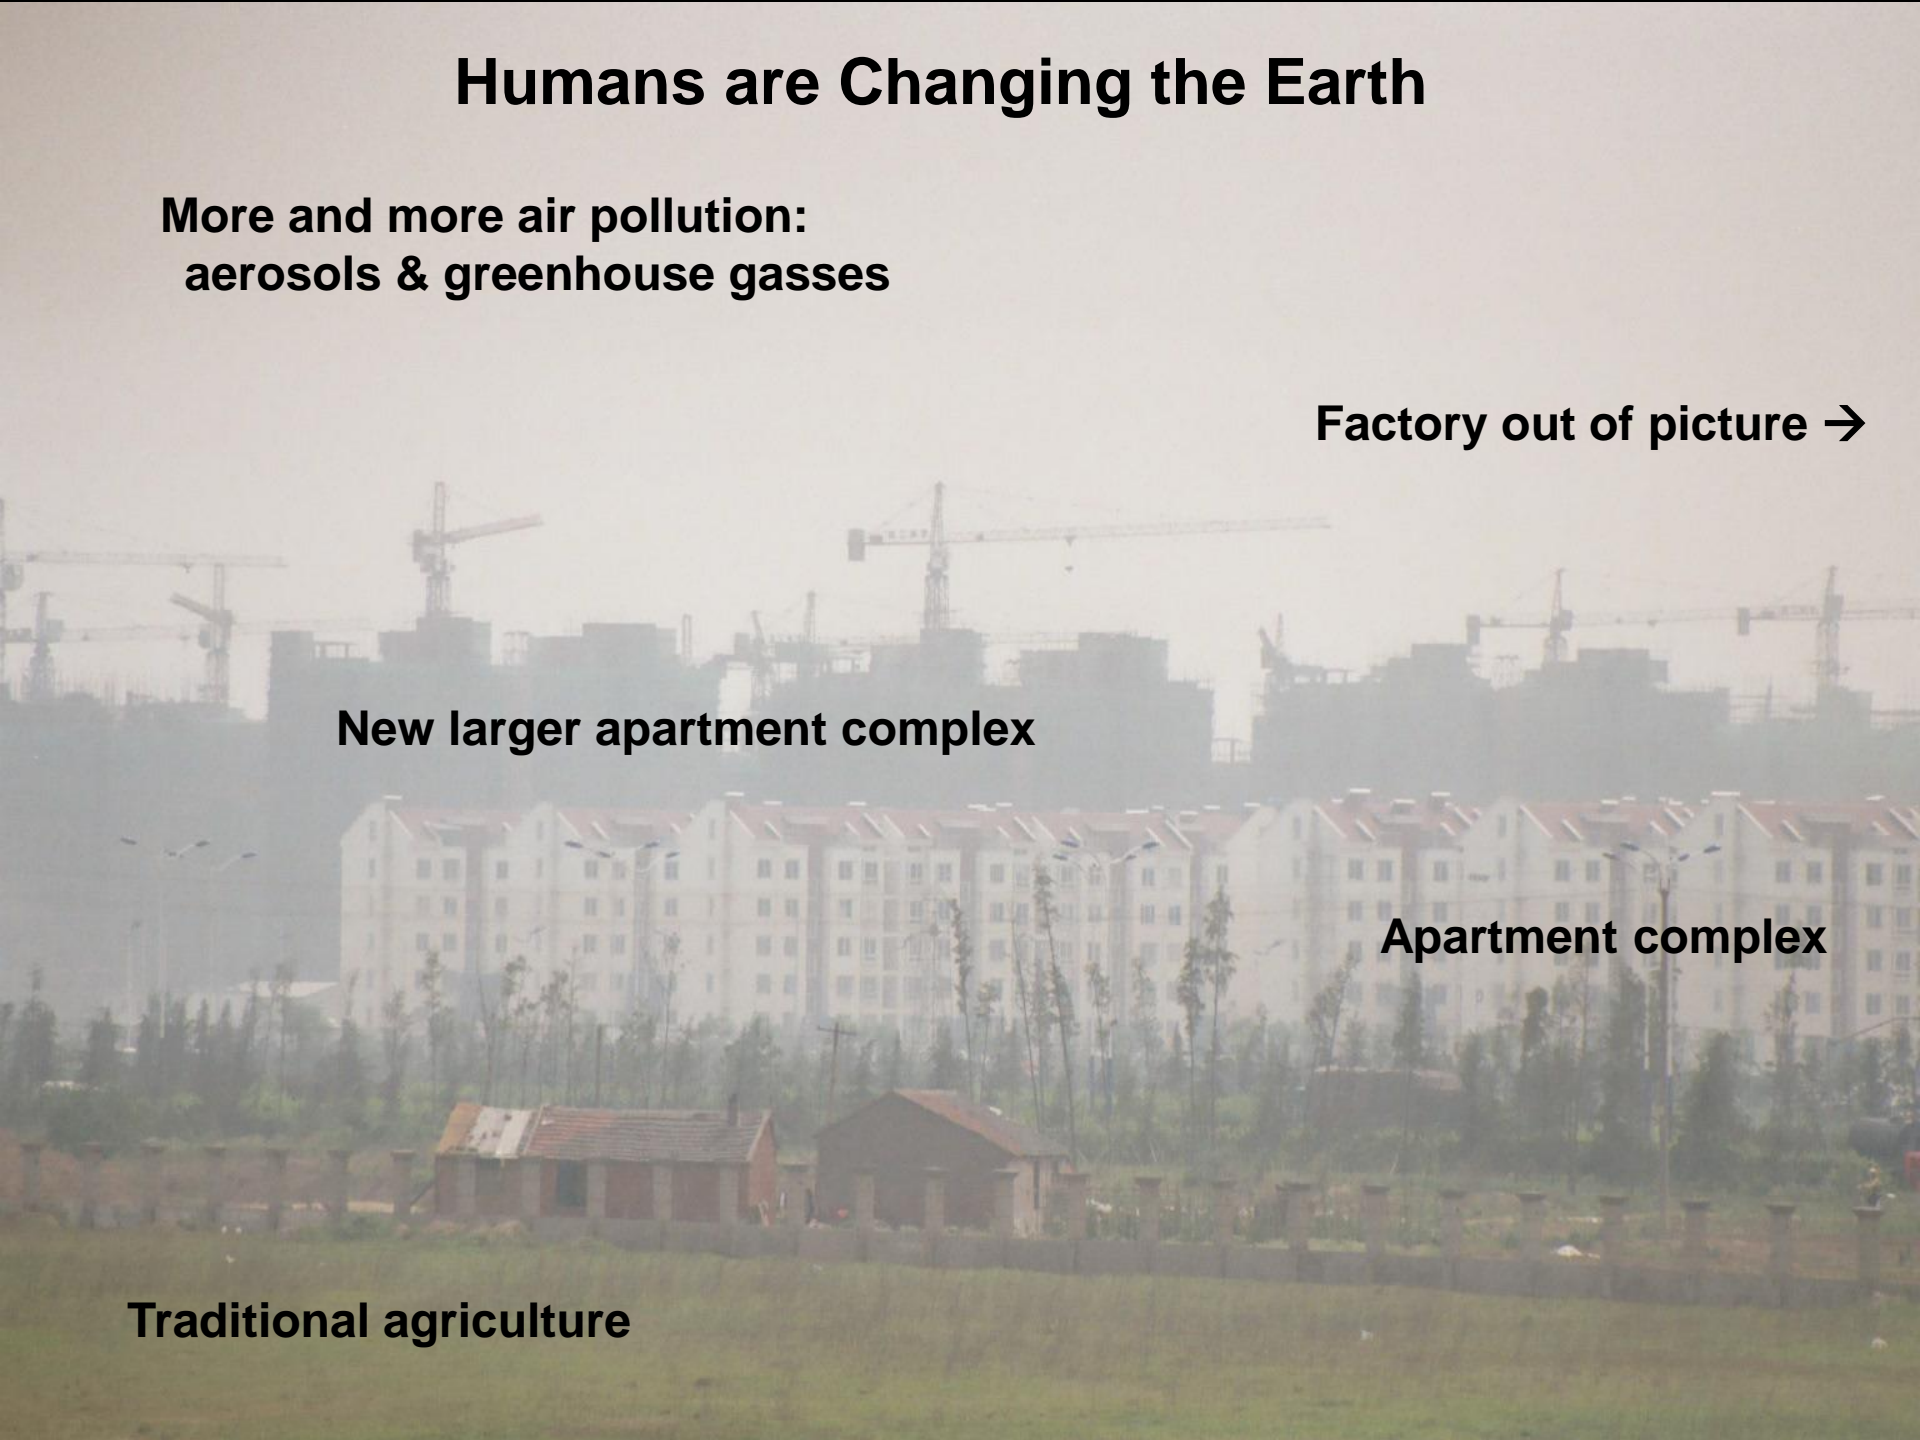 Humans are Changing the Earth
More and more air pollution:
aerosols & greenhouse gasses
Factory out of picture →
New larger apartment complex
Apartment complex
Traditional agriculture